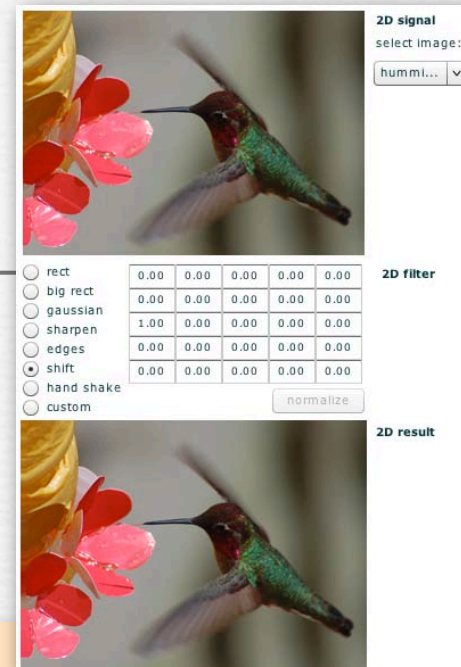 2D signal
select image:
hummi...
rect
big rect
gaussian
sharpen
edges
shift
hand shake
custom
0.00 0.00 0.00 0.00 0.00
0.00 0.00 0.00 0.00 0.00
1.00 0.00 0.00 0.00 0.00
0.00 0.00 0.00 0.00 0.00
0.00 0.00 0.00 0.00 0.00
normalize
2D filter
2D result